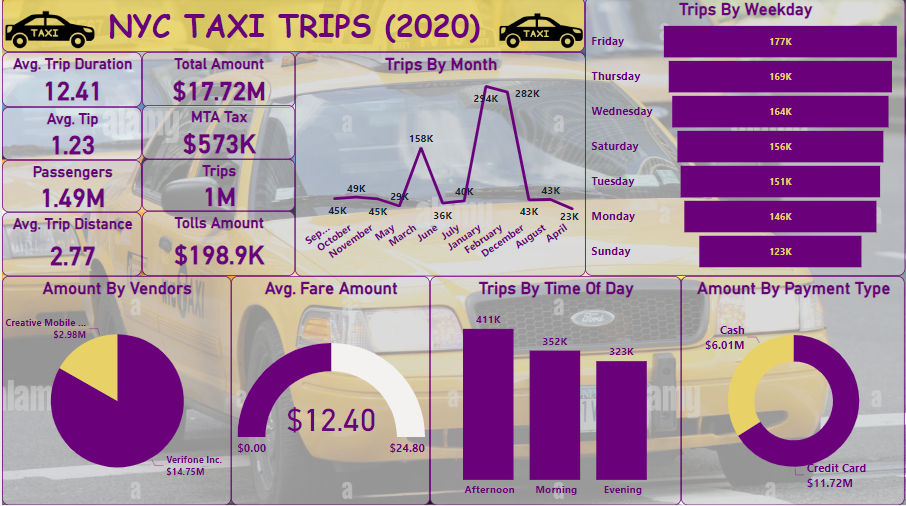 TAXI
NYC TAXI TRIPS (2020)
TAXI
Avg. Trip Duration
12.41
Total Amount
$17.72M
Avg. Tip
1.23
MTA Tax
$573K
Passengers
1.49M
Trips
1M
Avg. Trip Distance
2.77
Tolls Amount
$198.9K
Trips By Month
294K
282K
158K
49K
29K
40K
43K
45K
45K
36K
43K
23K
Sep...
October
November
May
March
June
July
January
February
December
August
April
Trips By Weekday
Friday
177K
Thursday
169K
Wednesday
164K
Saturday
156K
Tuesday
151K
Monday
146K
Sunday
123K
Amount By Vendors
Creative Mobile ...
$2.98M
Verifone Inc.
$14.75M
Avg. Fare Amount
$12.40
$0.00
$24.80
Trips By Time Of Day
411K
352K
323K
Afternoon
Morning
Evening
Amount By Payment Type
Cash
$6.01M
Credit Card
$11.72M
Ford
alamy